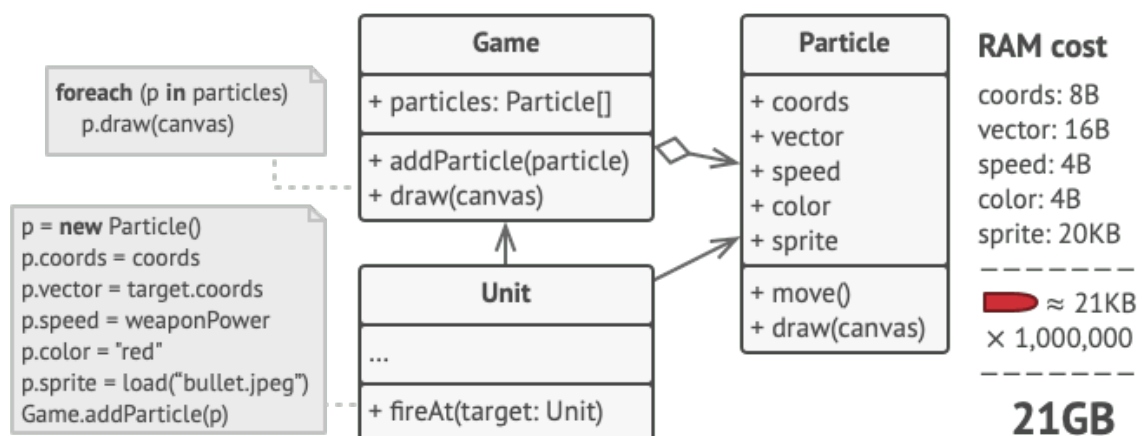 foreach (p in particles)
p.draw(canvas)
p = new Particle()
p.coords = coords
p.vector = target.coords
p.speed = weaponPower
p.color = "red"
p.sprite = load(“bullet.jpeg”)
Game.addParticle(p)
Game
+ particles: Particle[]
+ addParticle(particle)
+ draw(canvas)
Unit
...
+ fireAt(target: Unit)
Particle
+ coords
+ vector
+ speed
+ color
+ sprite
+ move()
+ draw(canvas)
RAM cost
coords: 8B
vector: 16B
speed: 4B
color: 4B
sprite: 20KB
≈ 21KB
× 1,000,000
21GB